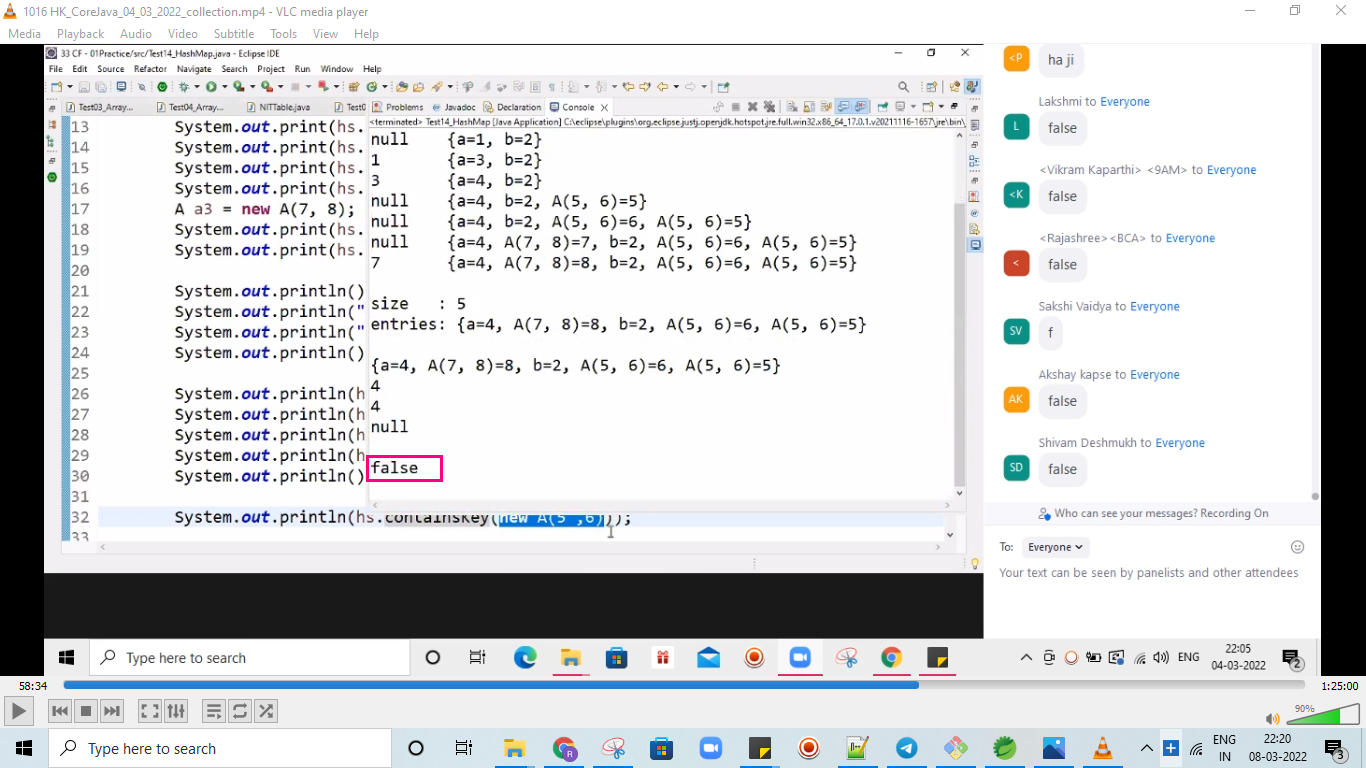 1016 HK_CoreJava_04_03_2022_collection.mp4 - VLC media player
Media Playback Audio Video Subtitle Tools View Help
33 CF - 01Practice/src/Test14_HashMap.java - Eclipse IDE
File Edit Source Refactor Navigate Search Project Run Window Help
Test03_Array... Test04_Array... NITTable.java Test0 Problems Javadoc Declaration Console
<terminated> Test14_HashMap [Java Application] C:\eclipse\plugins\org.eclipse.justj.openjdk.hotspot.jre.full.win32.x86_64_17.0.1.v20211116-1657\jre\bin\
13 System.out.print(hs.
14 System.out.print(hs.
15 System.out.print(hs.
16 System.out.print(hs.
17 A a3 = new A(7, 8);
18 System.out.print(hs.
19 System.out.print(hs.
20
21 System.out.println()
22 System.out.println("
23 System.out.println("
24 System.out.println()
25
26 System.out.println(h
27 System.out.println(h
28 System.out.println(h
29 System.out.println(h
30 System.out.println()
31
32 System.out.println(hs.containsKey(new A(5 ,6)));
33
null {a=1, b=2}
1 {a=3, b=2}
3 {a=4, b=2}
null {a=4, b=2, A(5, 6)=5}
null {a=4, b=2, A(5, 6)=6, A(5, 6)=5}
null {a=4, A(7, 8)=7, b=2, A(5, 6)=6, A(5, 6)=5}
7 {a=4, A(7, 8)=8, b=2, A(5, 6)=6, A(5, 6)=5}
size : 5
entries: {a=4, A(7, 8)=8, b=2, A(5, 6)=6, A(5, 6)=5}
{a=4, A(7, 8)=8, b=2, A(5, 6)=6, A(5, 6)=5}
4
4
null
false
<P
ha ji
Lakshmi to Everyone
L
false
<Vikram Kaparthi> <9AM> to Everyone
<K
false
<Rajashree><BCA> to Everyone
<
false
Sakshi Vaidya to Everyone
SV
f
Akshay kapse to Everyone
AK
false
Shivam Deshmukh to Everyone
SD
false
Who can see your messages? Recording On
To: Everyone
Your text can be seen by panelists and other attendees
Type here to search
ENG
22:05
04-03-2022
2
58:34
1:25:00
90%
Type here to search
R
ENG
IN
22:20
08-03-2022
3